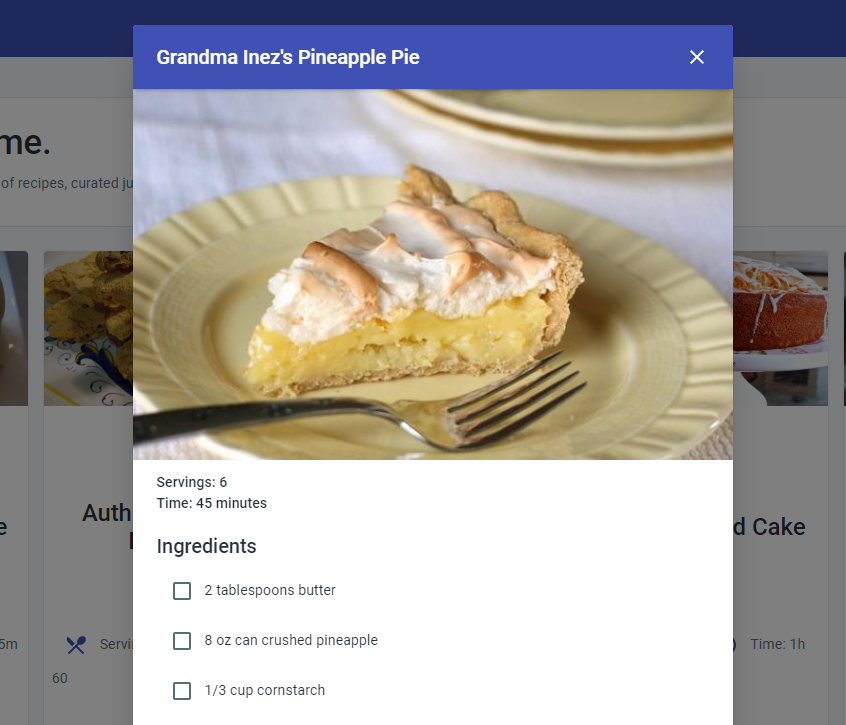 Grandma Inez's Pineapple Pie
me.
of recipes, curated ju
Auth
d Cake
Servings: 6
Time: 45 minutes
Ingredients
2 tablespoons butter
8 oz can crushed pineapple
1/3 cup cornstarch
5m
Servi
60
Time: 1h